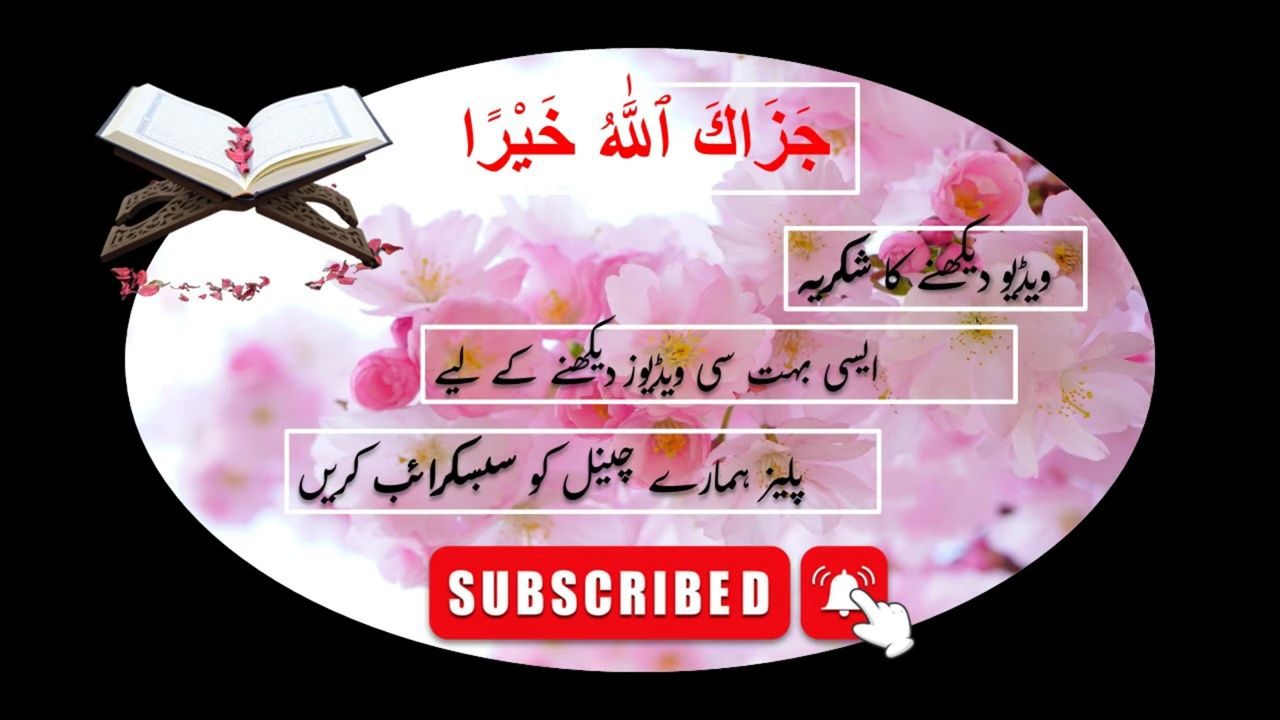 جَزَاكَ ٱللَّٰهُ خَيْرًا
ویڈیو دیکھنے کا شکریہ
ایسی بہت سی ویڈیوز دیکھنے کے لیے
پلیز ہمارے چینل کو سبسکرائب کریں
SUBSCRIBED